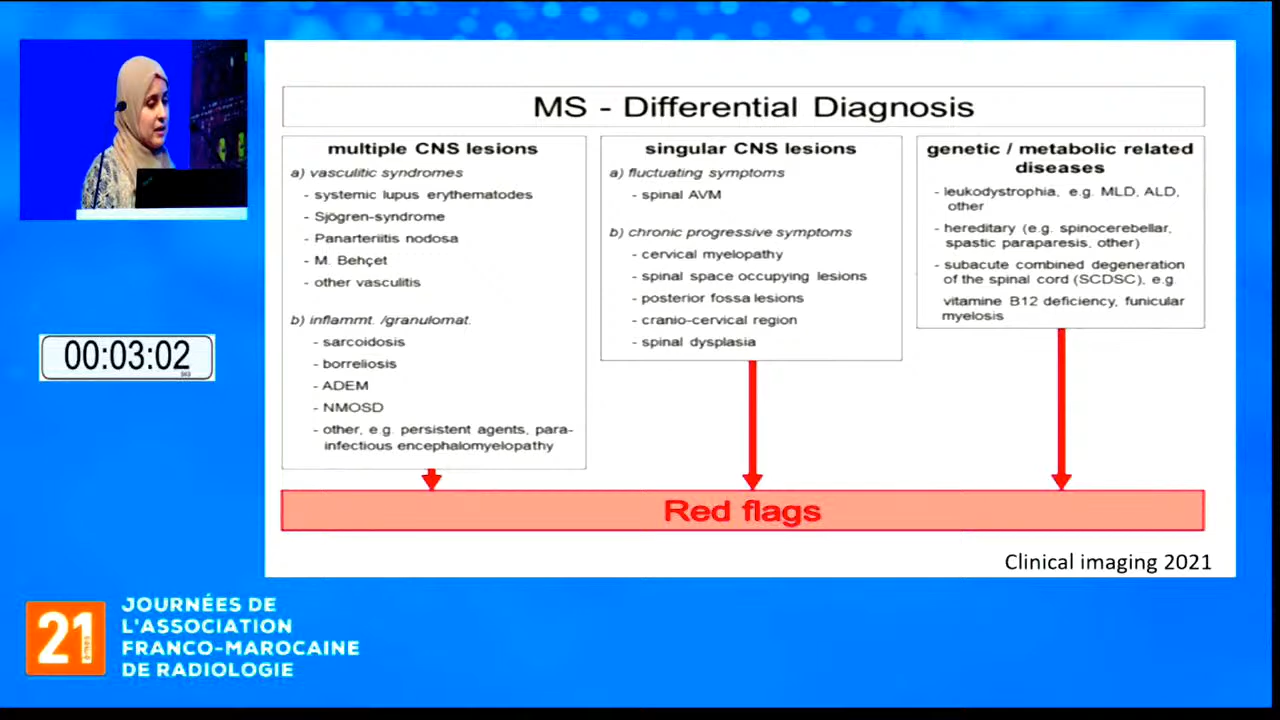 MS - Differential Diagnosis
multiple CNS lesions
a) vasculitic syndromes
- systemic lupus erythematodes
- Sjögren-syndrome
- Panarteriitis nodosa
- M. Behçet
- other vasculitis
b) inflammt. /granulomat.
- sarcoidosis
- borreliosis
- ADEM
- NMOSD
- other, e.g. persistent agents, para-
infectious encephalomyelopathy
singular CNS lesions
a) fluctuating symptoms
- spinal AVM
b) chronic progressive symptoms
- cervical myelopathy
- spinal space occupying lesions
- posterior fossa lesions
- cranio-cervical region
- spinal dysplasia
genetic / metabolic related
diseases
- leukodystrophia, e.g. MLD, ALD,
other
- hereditary (e.g. spinocerebellar,
spastic paraparesis, other)
- subacute combined degeneration
of the spinal cord (SCDSC), e.g.
vitamine B12 deficiency, funicular
myelosis
Red flags
Clinical imaging 2021
00:03:02
21
èmes
JOURNÉES DE
L'ASSOCIATION
FRANCO-MAROCAINE
DE RADIOLOGIE